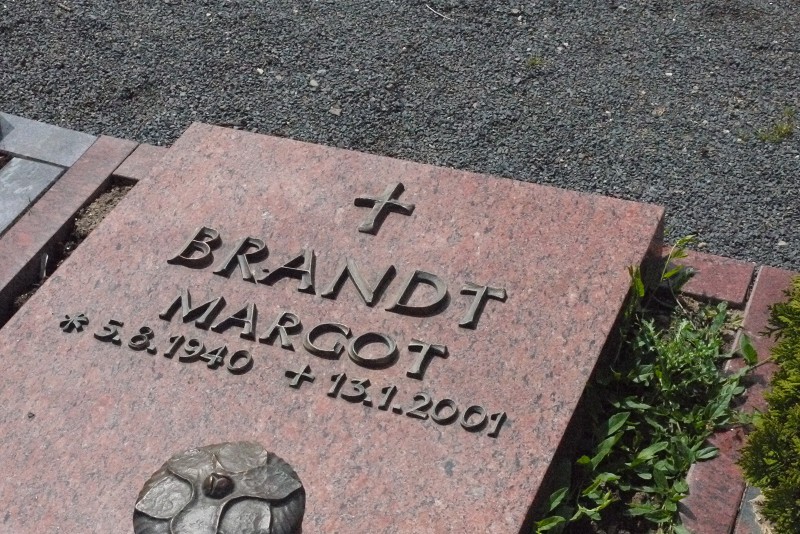 BRANDT
MARGOT
* 5.8.1940 + 13.1.2001